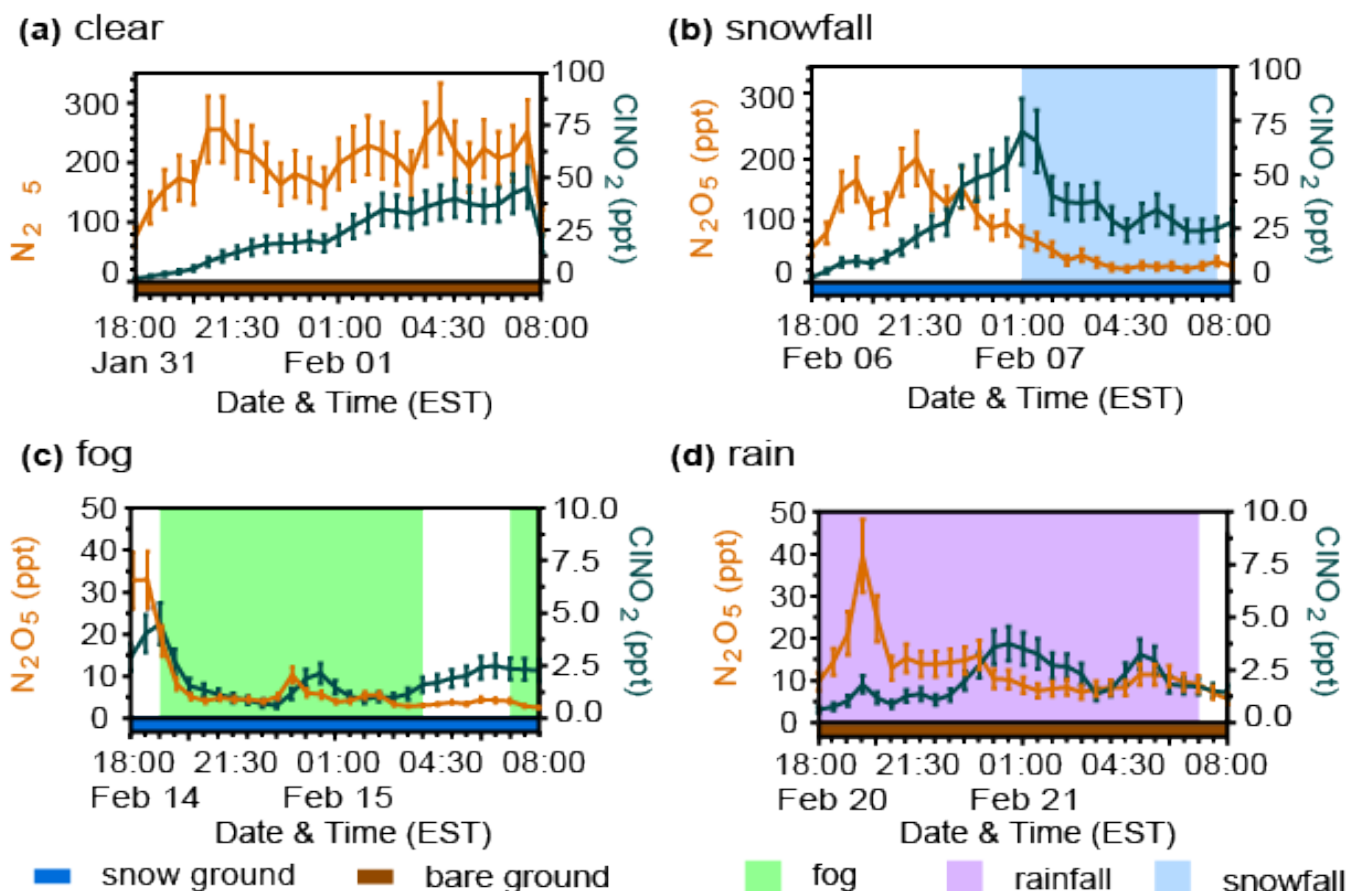 (a) clear
(b) snowfall
N2 5
300
200
100
0
100
75
50
25
0
ClNO2 (ppt)
18:00 21:30 01:00 04:30 08:00
Jan 31 Feb 01
Date & Time (EST)
N2O5 (ppt)
300
200
100
0
100
75
50
25
0
ClNO2 (ppt)
18:00 21:30 01:00 04:30 08:00
Feb 06 Feb 07
Date & Time (EST)
(c) fog
(d) rain
N2O5 (ppt)
50
40
30
20
10
0
10.0
7.5
5.0
2.5
0.0
ClNO2 (ppt)
18:00 21:30 01:00 04:30 08:00
Feb 14 Feb 15
Date & Time (EST)
N2O5 (ppt)
50
40
30
20
10
0
10.0
7.5
5.0
2.5
0.0
ClNO2 (ppt)
18:00 21:30 01:00 04:30 08:00
Feb 20 Feb 21
Date & Time (EST)
snow ground bare ground fog rainfall snowfall